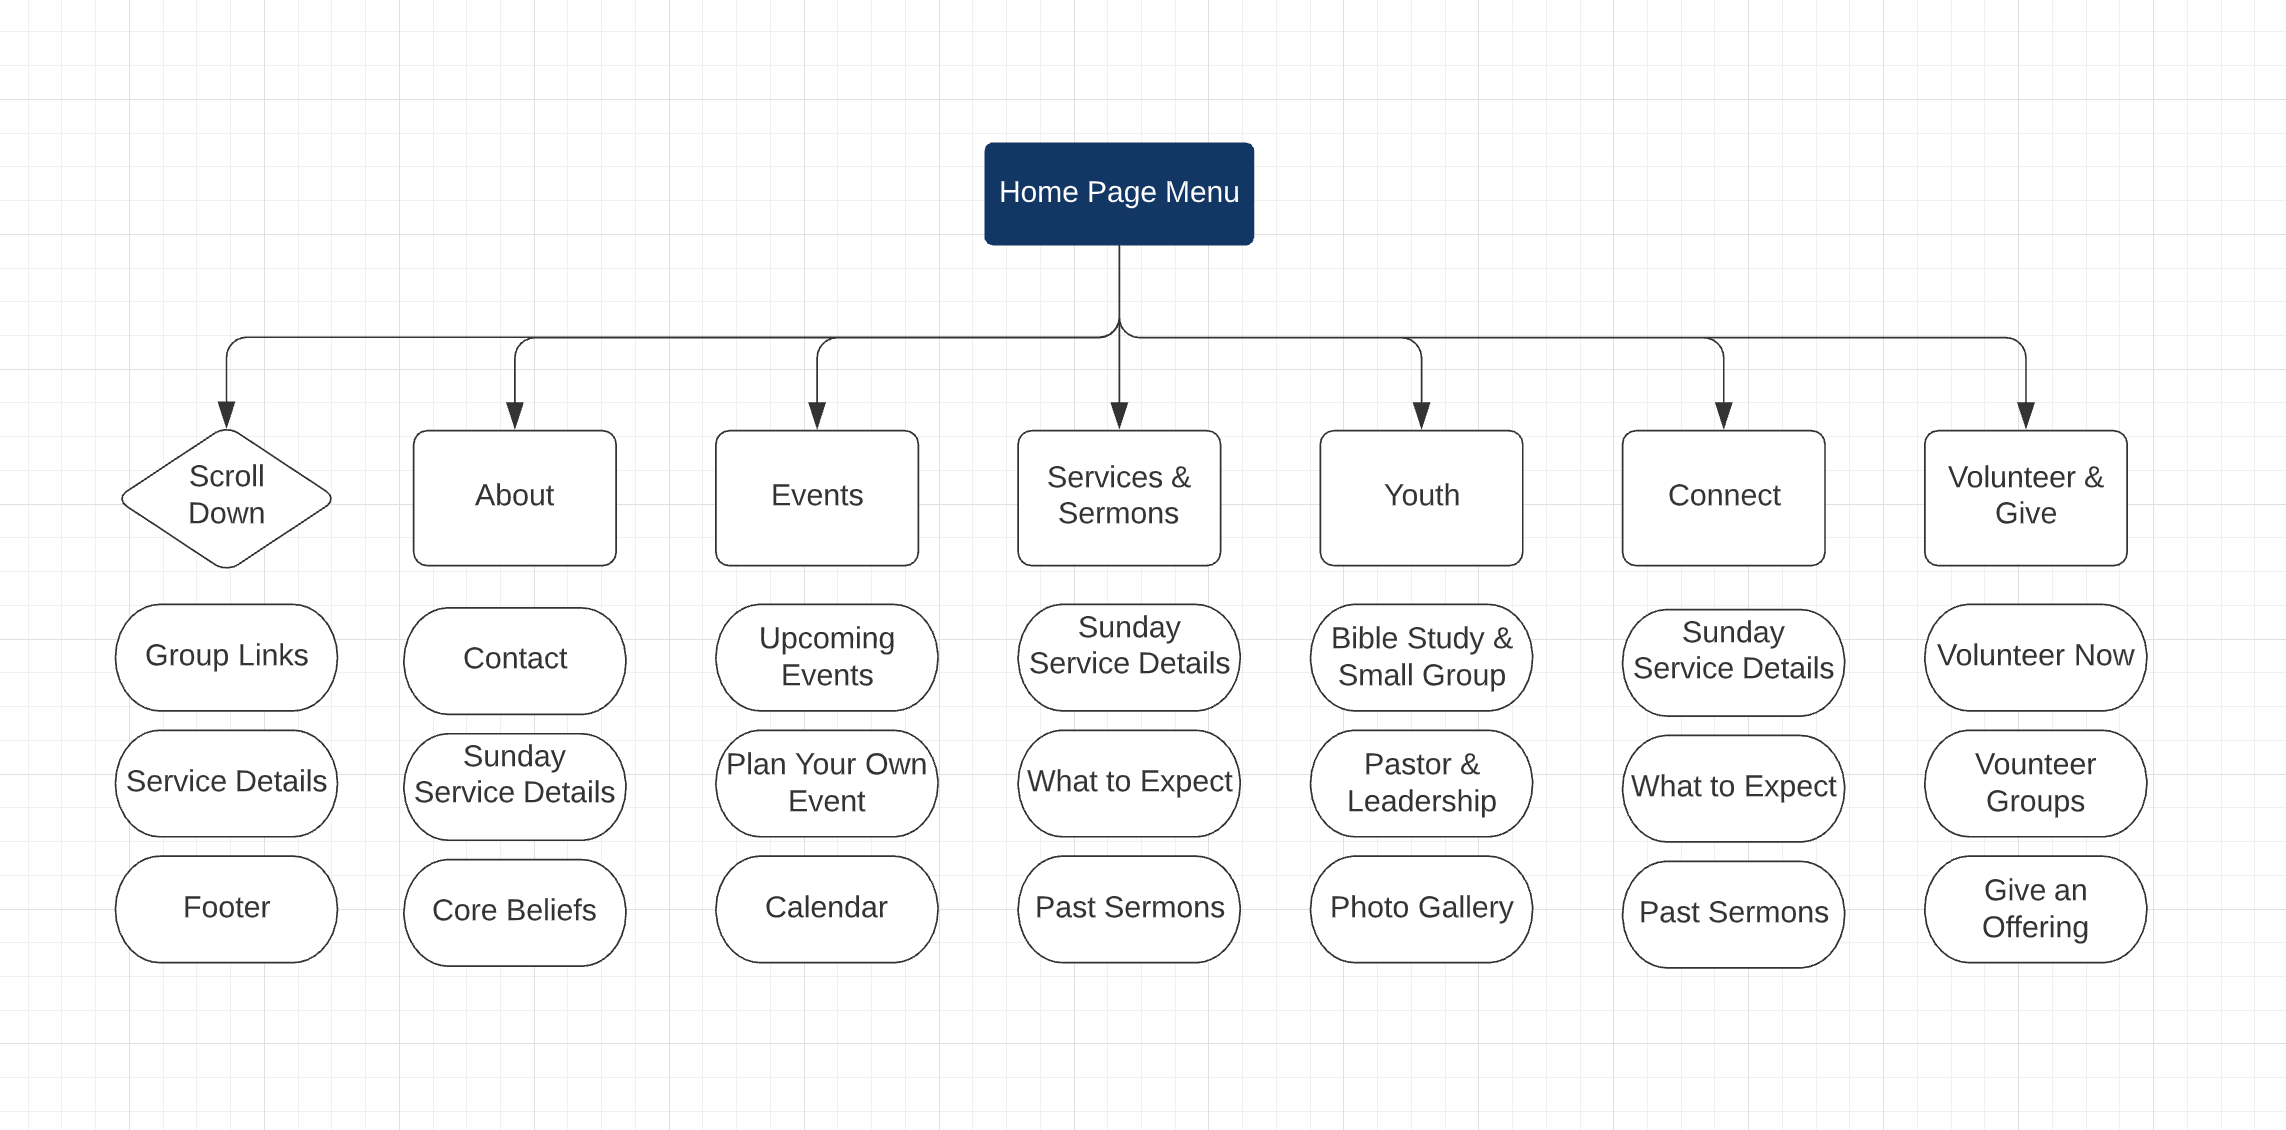 Home Page Menu
Scroll
Down
About
Events
Services &
Sermons
Youth
Connect
Volunteer &
Give
Group Links
Service Details
Footer
Contact
Sunday
Service Details
Core Beliefs
Upcoming
Events
Plan Your Own
Event
Calendar
Sunday
Service Details
What to Expect
Past Sermons
Bible Study &
Small Group
Pastor &
Leadership
Photo Gallery
Sunday
Service Details
What to Expect
Past Sermons
Volunteer Now
Vounteer
Groups
Give an
Offering